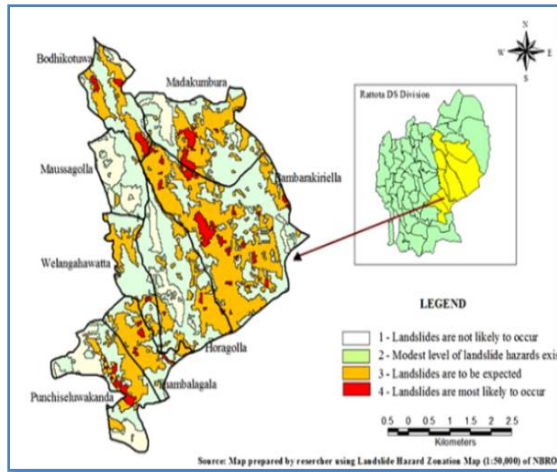 N
W E
S
Bodhikotuwa
Madakumbura
Rattota DS Division
Maussagolla
Bambarakiriella
Welangahawatta
LEGEND
1 - Landslides are not likely to occur
2 - Modest level of landslide hazards exis
3 - Landslides are to be expected
4 - Landslides are most likely to occur
Horagolla
Punchiseluwakanda
0.5 0 0.5 1 1.5 2 2.5
Kilometers
Source: Map prepared by resercher using Landslide Hazard Zonation Map (1:50,000) of NBRO